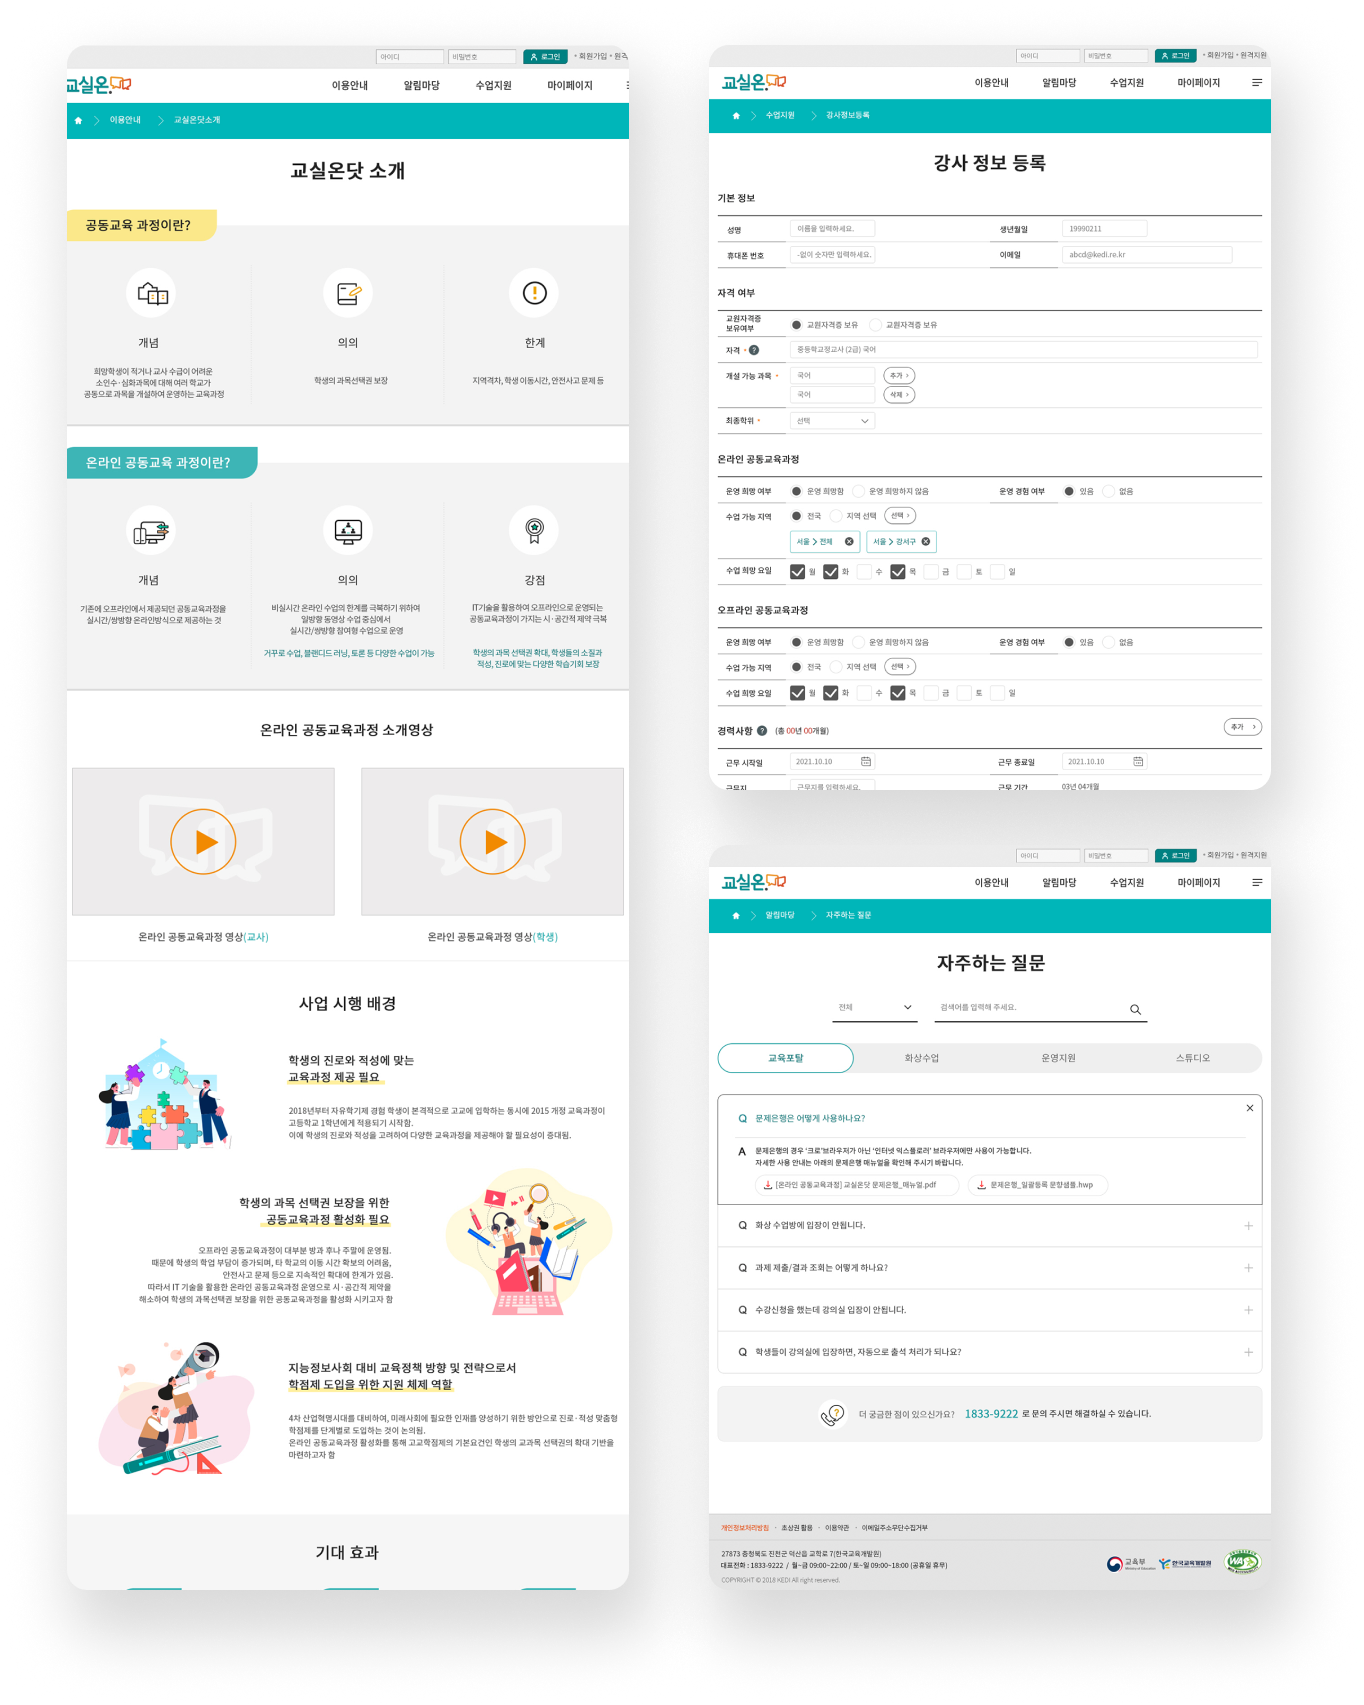 아이디
비밀번호
로그인
• 회원가입 • 원격
교실온.
이용안내
알림마당
수업지원
마이페이지
이용안내
교실온닷소개
교실온닷 소개
공동교육 과정이란?
개념
희망학생이 적거나 교사 수급이 어려운
소인수·심화과목에 대해 여러 학교가
공동으로 과목을 개설하여 운영하는 교육과정
의의
학생의 과목선택권 보장
한계
지역격차, 학생 이동시간, 안전사고 문제 등
온라인 공동교육 과정이란?
개념
기존에 오프라인에서 제공되던 공동교육과정을
실시간/쌍방향 온라인방식으로 제공하는 것
의의
비실시간 온라인 수업의 한계를 극복하기 위하여
일방향 동영상 수업 중심에서
실시간/쌍방향 참여형 수업으로 운영
거꾸로 수업, 블랜디드 러닝, 토론 등 다양한 수업이 가능
강점
IT기술을 활용하여 오프라인으로 운영되는
공동교육과정이 가지는 시·공간적 제약 극복
학생의 과목 선택권 확대, 학생들의 소질과
적성, 진로에 맞는 다양한 학습기회 보장
온라인 공동교육과정 소개영상
온라인 공동교육과정 영상(교사)
온라인 공동교육과정 영상(학생)
사업 시행 배경
학생의 진로와 적성에 맞는
교육과정 제공 필요
2018년부터 자유학기제 경험 학생이 본격적으로 고교에 입학하는 동시에 2015 개정 교육과정이
고등학교 1학년에게 적용되기 시작함.
이에 학생의 진로와 적성을 고려하여 다양한 교육과정을 제공해야 할 필요성이 증대됨.
학생의 과목 선택권 보장을 위한
공동교육과정 활성화 필요
오프라인 공동교육과정이 대부분 방과 후나 주말에 운영됨.
때문에 학생의 학업 부담이 증가되며, 타 학교의 이동 시간 확보의 어려움,
안전사고 문제 등으로 지속적인 확대에 한계가 있음.
따라서 IT 기술을 활용한 온라인 공동교육과정 운영으로 시·공간적 제약을
해소하여 학생의 과목선택권 보장을 위한 공동교육과정을 활성화 시키고자 함
지능정보사회 대비 교육정책 방향 및 전략으로서
학점제 도입을 위한 지원 체제 역할
4차 산업혁명시대를 대비하여, 미래사회에 필요한 인재를 양성하기 위한 방안으로 진로·적성 맞춤형
학점제를 단계별로 도입하는 것이 논의됨.
온라인 공동교육과정 활성화를 통해 고교학점제의 기본요건인 학생의 교과목 선택권의 확대 기반을
마련하고자 함
기대 효과
아이디
비밀번호
로그인
• 회원가입 • 원격지원
교실온.
이용안내
알림마당
수업지원
마이페이지
수업지원
강사정보등록
강사 정보 등록
기본 정보
성명
이름을 입력하세요.
생년월일
19990211
휴대폰 번호
-없이 숫자만 입력하세요.
이메일
abcd@kedi.re.kr
자격 여부
교원자격증
보유여부
교원자격증 보유
교원자격증 보유
자격 •
?
중등학교정교사 (2급) 국어
개설 가능 과목 •
국어
추가 >
국어
삭제 >
최종학위 •
선택
온라인 공동교육과정
운영 희망 여부
운영 희망함
운영 희망하지 않음
운영 경험 여부
있음
없음
수업 가능 지역
전국
지역 선택
선택 >
서울 > 전체
서울 > 강서구
수업 희망 요일
월
화
수
목
금
토
일
오프라인 공동교육과정
운영 희망 여부
운영 희망함
운영 희망하지 않음
운영 경험 여부
있음
없음
수업 가능 지역
전국
지역 선택
선택 >
수업 희망 요일
월
화
수
목
금
토
일
경력사항
?
(총 00년 00개월)
추가 >
근무 시작일
2021.10.10
근무 종료일
2021.10.10
근무지
근무지를 입력하세요.
근무 기간
03년 04개월
아이디
비밀번호
로그인
• 회원가입 • 원격지원
교실온.
이용안내
알림마당
수업지원
마이페이지
알림마당
자주하는 질문
자주하는 질문
전체
검색어를 입력해 주세요.
교육포탈
화상수업
운영지원
스튜디오
Q 문제은행은 어떻게 사용하나요?
A 문제은행의 경우 '크로'브라우저가 아닌 '인터넷 익스플로러' 브라우저에만 사용이 가능합니다.
자세한 사용 안내는 아래의 문제은행 매뉴얼을 확인해 주시기 바랍니다.
[온라인 공동교육과정] 교실온닷 문제은행_매뉴얼.pdf
문제은행_일괄등록 문항샘플.hwp
Q 화상 수업방에 입장이 안됩니다.
Q 과제 제출/결과 조회는 어떻게 하나요?
Q 수강신청을 했는데 강의실 입장이 안됩니다.
Q 학생들이 강의실에 입장하면, 자동으로 출석 처리가 되나요?
더 궁금한 점이 있으신가요? 1833-9222 로 문의 주시면 해결하실 수 있습니다.
개인정보처리방침 · 초상권 활용 · 이용약관 · 이메일주소무단수집거부
27873 충청북도 진천군 덕산읍 교학로 7(한국교육개발원)
대표전화 : 1833-9222 / 월~금 09:00~22:00 / 토~일 09:00~18:00 (공휴일 휴무)
COPYRIGHT © 2018 KEDI All right reserved.
교육부
Ministry of Education
한국교육개발원
WAS
WEB ACCESSIBILITY